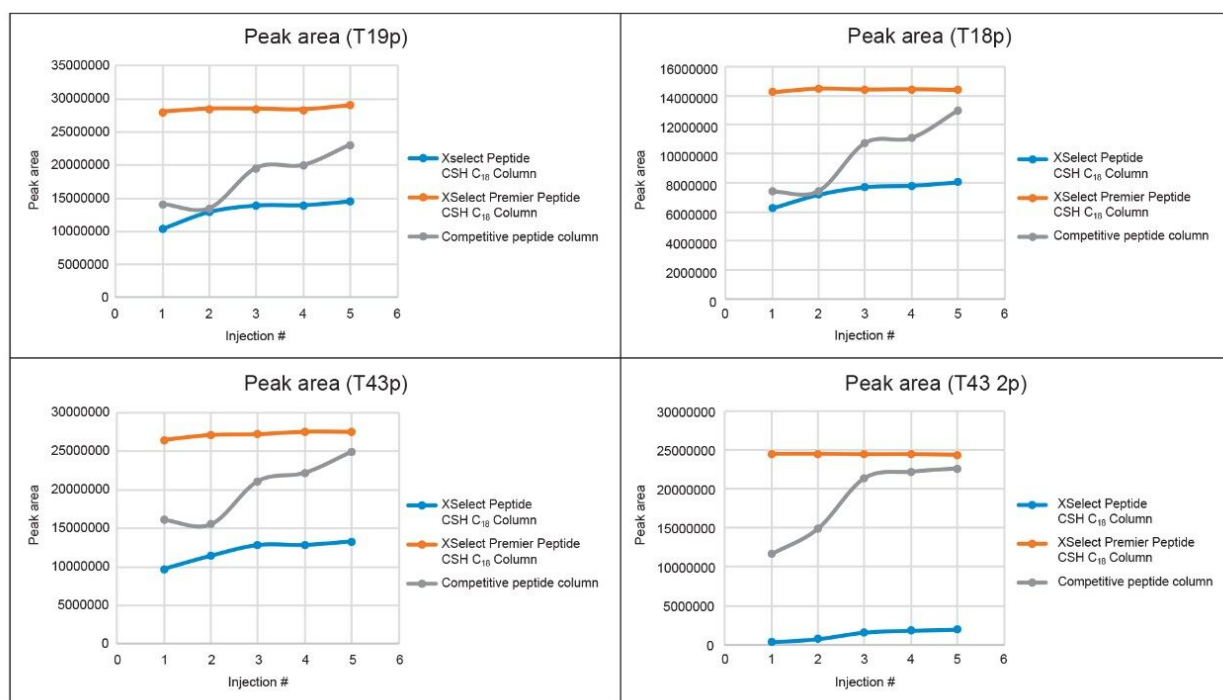 Peak area (T19p)
35000000
30000000
25000000
20000000
15000000
10000000
5000000
0
Peak area
0 1 2 3 4 5 6
Injection #
XSelect Peptide
CSH C₁₈ Column
XSelect Premier Peptide
CSH C₁₈ Column
Competitive peptide column
Peak area (T18p)
16000000
14000000
12000000
10000000
8000000
6000000
4000000
2000000
0
Peak area
0 1 2 3 4 5 6
Injection #
XSelect Peptide
CSH C₁₈ Column
XSelect Premier Peptide
CSH C₁₈ Column
Competitive peptide column
Peak area (T43p)
30000000
25000000
20000000
15000000
10000000
5000000
0
Peak area
0 1 2 3 4 5 6
Injection #
XSelect Peptide
CSH C₁₈ Column
XSelect Premier Peptide
CSH C₁₈ Column
Competitive peptide column
Peak area (T43 2p)
30000000
25000000
20000000
15000000
10000000
5000000
0
Peak area
0 1 2 3 4 5 6
Injection #
XSelect Peptide
CSH C₁₈ Column
XSelect Premier Peptide
CSH C₁₈ Column
Competitive peptide column